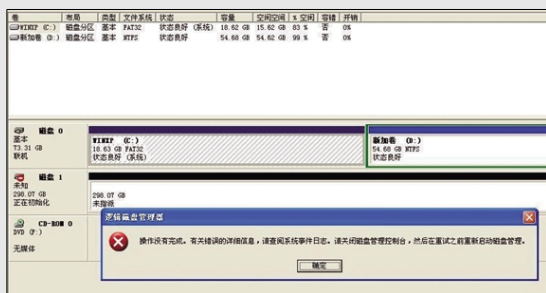 卷 布局 类型 文件系统 状态 容量 空闲空间 % 空闲 容错 开销
WINXP (C:) 磁盘分区 基本 FAT32 状态良好 (系统) 18.62 GB 15.62 GB 83 % 否 0%
新加卷 (D:) 磁盘分区 基本 NTFS 状态良好 54.68 GB 54.62 GB 99 % 否 0%
磁盘 0
基本
73.31 GB
联机
WINXP (C:)
18.63 GB FAT32
状态良好 (系统)
新加卷 (D:)
54.68 GB NTFS
状态良好
磁盘 1
未知
298.07 GB
正在初始化
298.07 GB
未指派
CD-ROM 0
DVD (F:)
无媒体
逻辑磁盘管理器
操作没有完成。有关错误的详细信息，请查阅系统事件日志。请关闭磁盘管理控制台，然后在重试之前重新启动磁盘管理。
确定